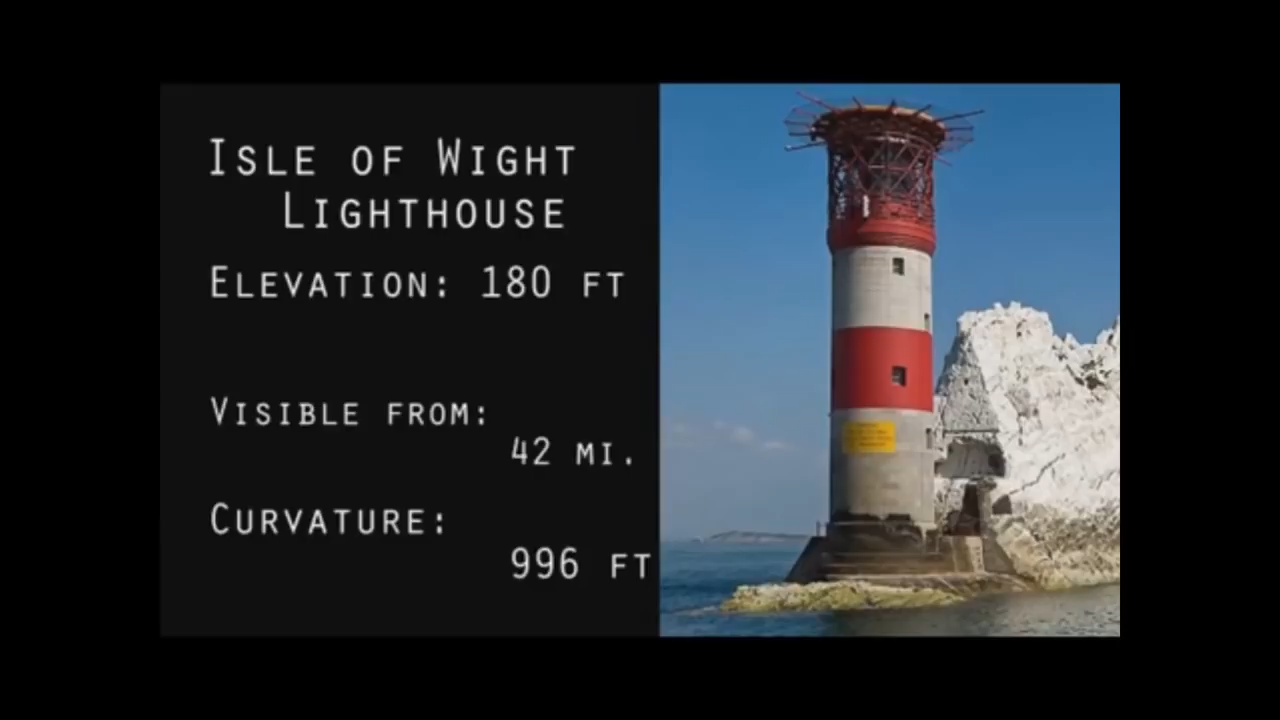 Isle of Wight
Lighthouse
Elevation: 180 ft
Visible from:
42 mi.
Curvature:
996 ft